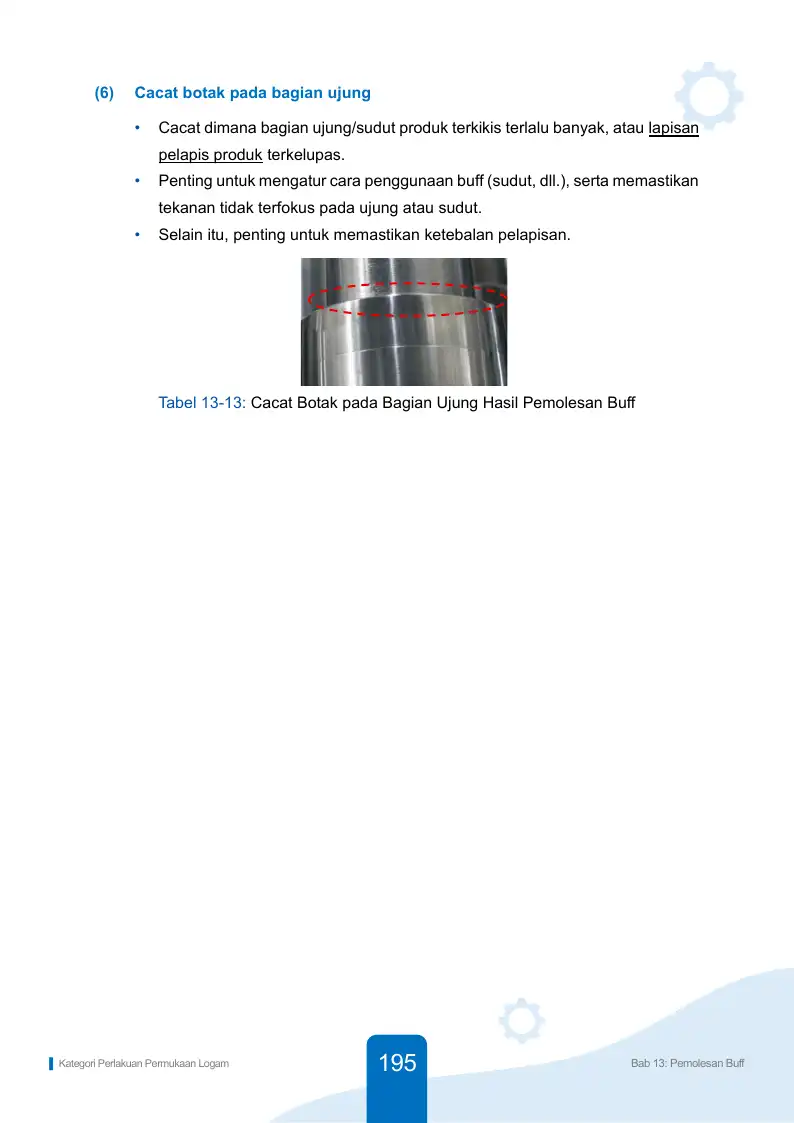 (6) Cacat botak pada bagian ujung
• Cacat dimana bagian ujung/sudut produk terkikis terlalu banyak, atau lapisan
pelapis produk terkelupas.
• Penting untuk mengatur cara penggunaan buff (sudut, dll.), serta memastikan
tekanan tidak terfokus pada ujung atau sudut.
• Selain itu, penting untuk memastikan ketebalan pelapisan.
Tabel 13-13: Cacat Botak pada Bagian Ujung Hasil Pemolesan Buff
Kategori Perlakuan Permukaan Logam
195
Bab 13: Pemolesan Buff